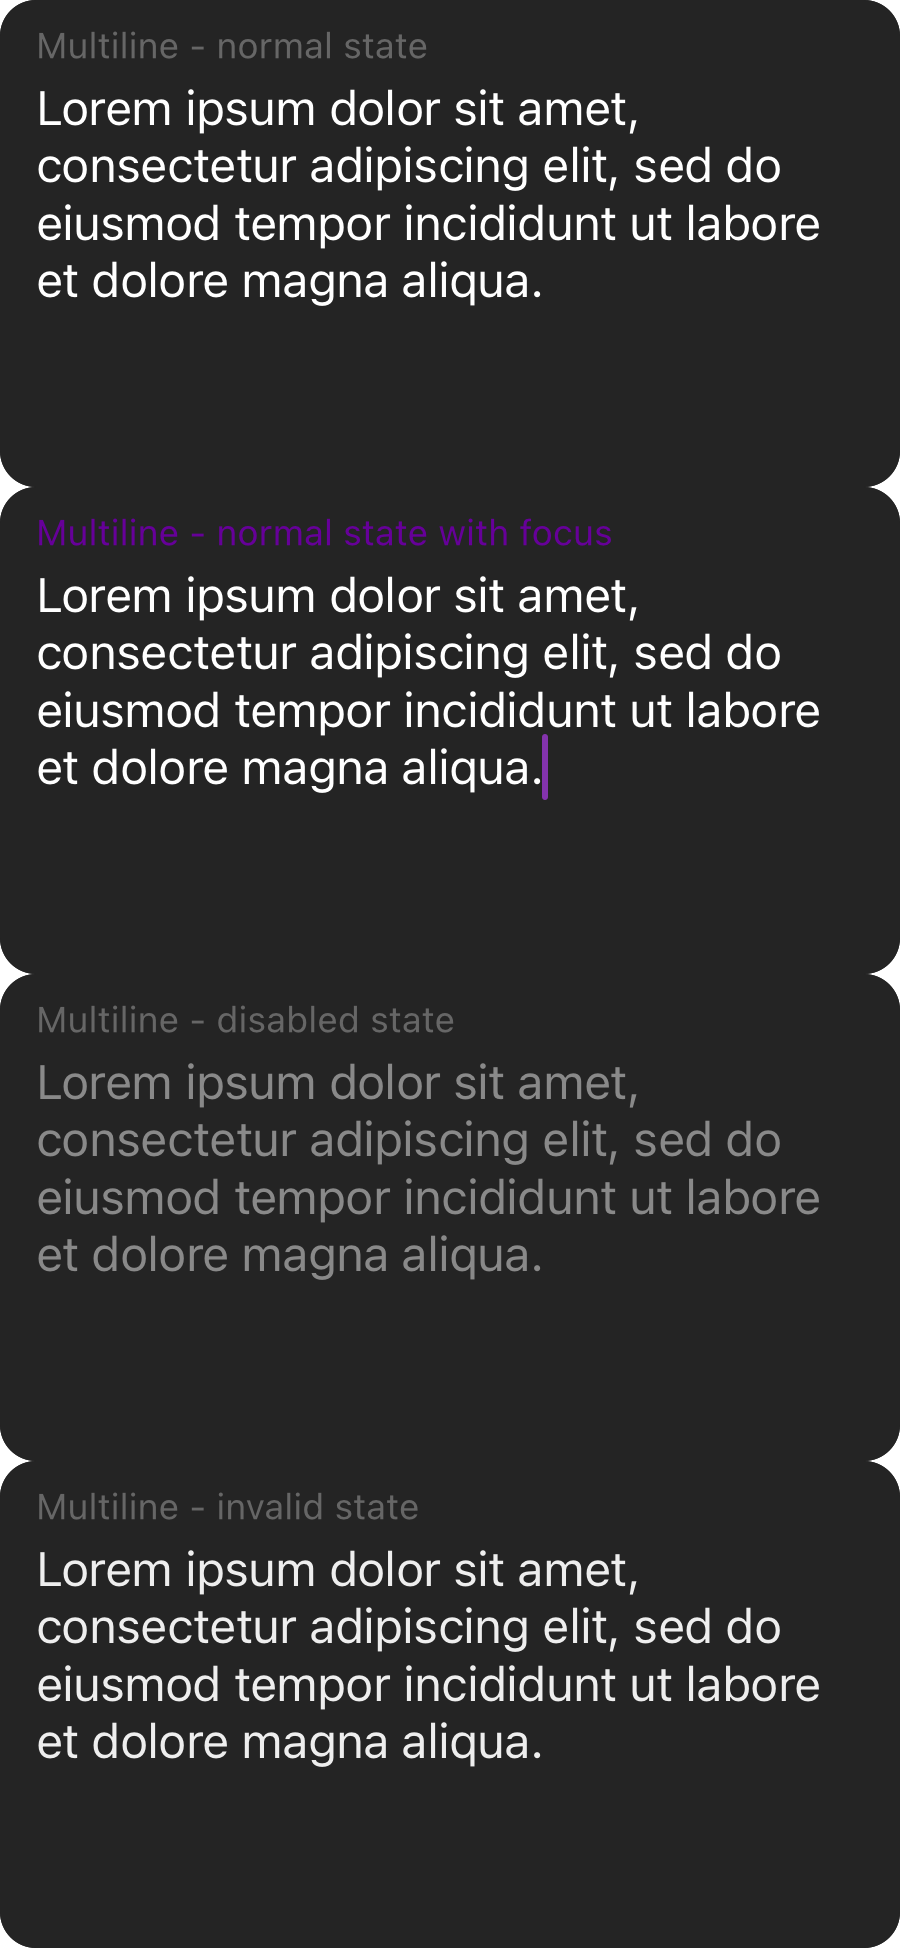 Multiline - normal state
Lorem ipsum dolor sit amet,
consectetur adipiscing elit, sed do
eiusmod tempor incididunt ut labore
et dolore magna aliqua.
Multiline - normal state with focus
Lorem ipsum dolor sit amet,
consectetur adipiscing elit, sed do
eiusmod tempor incididunt ut labore
et dolore magna aliqua.
Multiline - disabled state
Lorem ipsum dolor sit amet,
consectetur adipiscing elit, sed do
eiusmod tempor incididunt ut labore
et dolore magna aliqua.
Multiline - invalid state
Lorem ipsum dolor sit amet,
consectetur adipiscing elit, sed do
eiusmod tempor incididunt ut labore
et dolore magna aliqua.